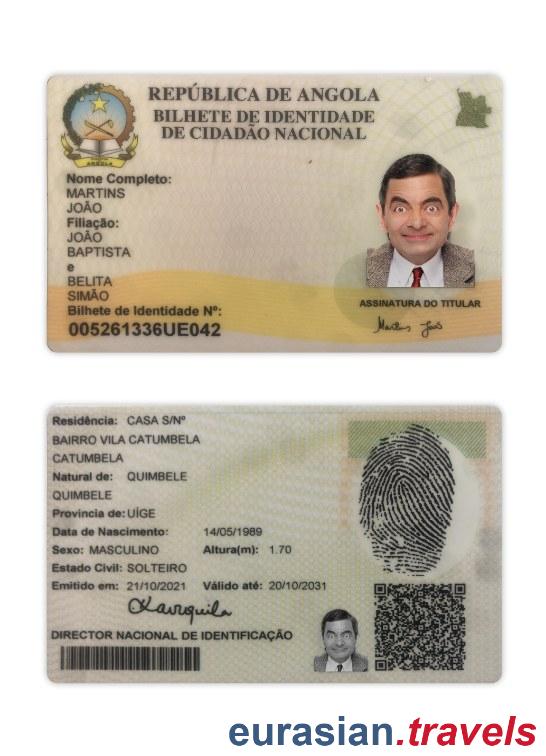 REPÚBLICA DE ANGOLA
BILHETE DE IDENTIDADE
DE CIDADÃO NACIONAL
ANGOLA
Nome Completo:
MARTINS
JOÃO
Filiação:
JOÃO
BAPTISTA
e
BELITA
SIMÃO
Bilhete de Identidade Nº:
005261336UE042
ASSINATURA DO TITULAR
Martins João
Residência: CASA S/Nº
BAIRRO VILA CATUMBELA
CATUMBELA
Natural de: QUIMBELE
QUIMBELE
Provincia de: UÍGE
Data de Nascimento: 14/05/1989
Sexo: MASCULINO Altura(m): 1.70
Estado Civil: SOLTEIRO
Emitido em: 21/10/2021 Válido até: 20/10/2031
DIRECTOR NACIONAL DE IDENTIFICAÇÃO
eurasian.travels